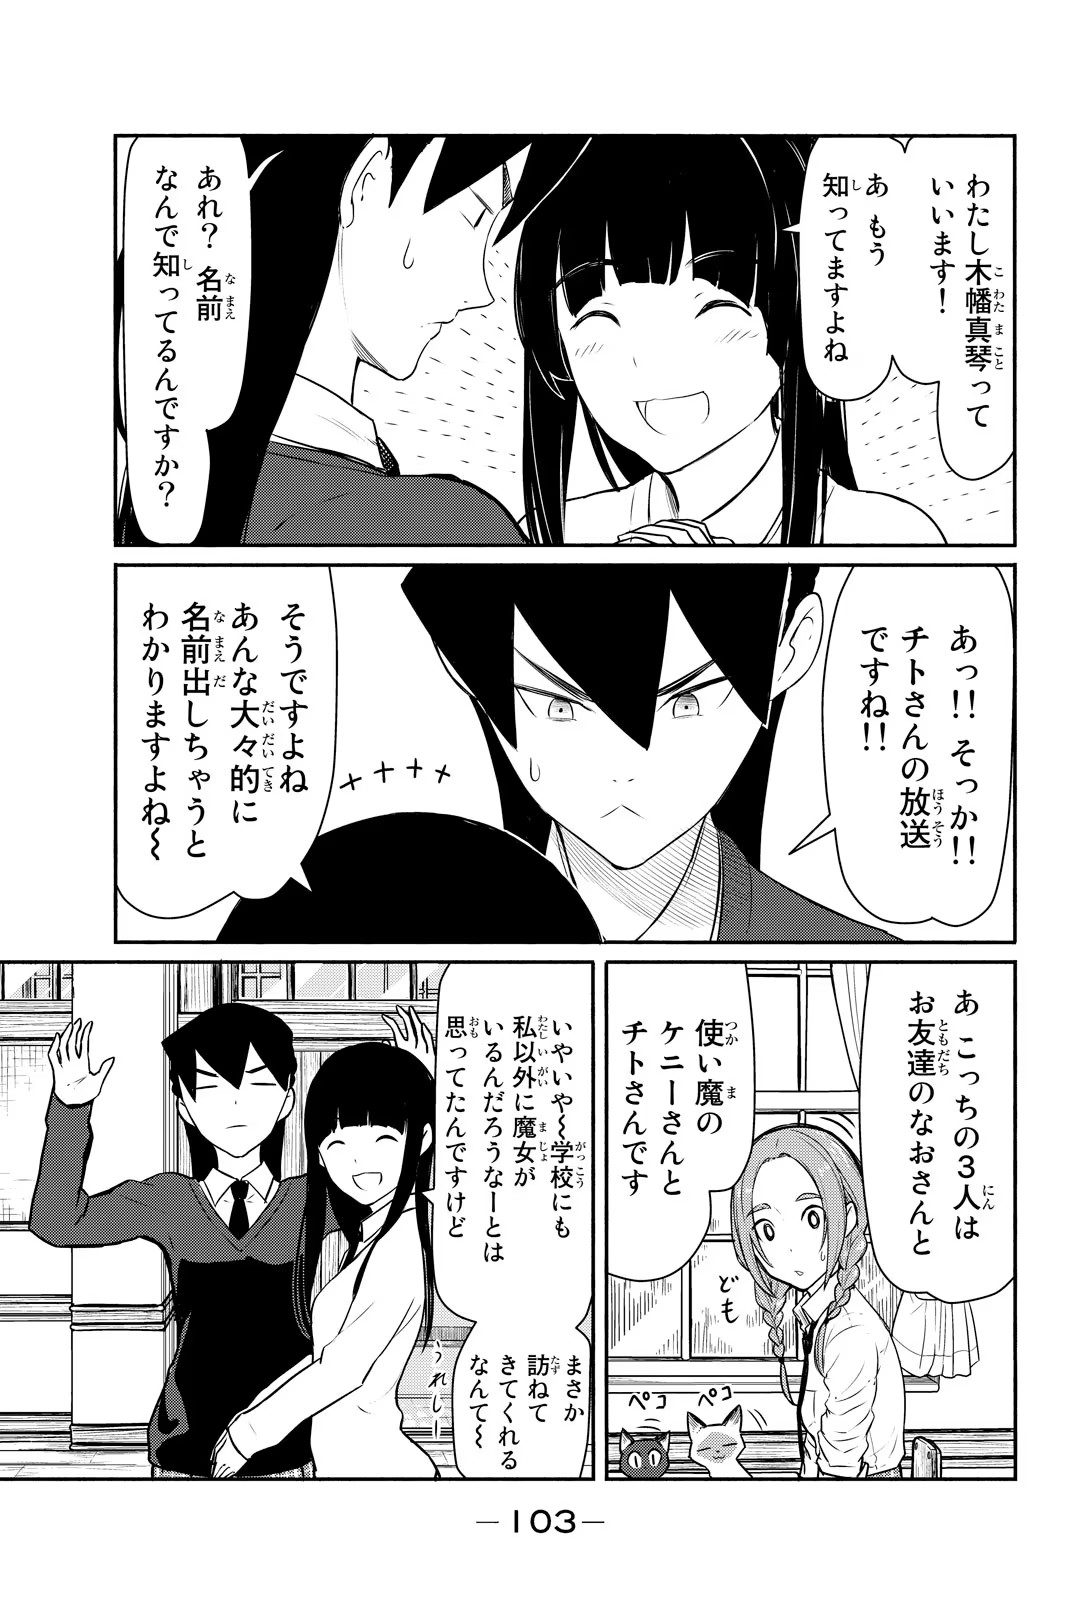 わたし木幡真琴って
いいます！
あ もう
知ってますよね
あれ？ 名前
なんで知ってるんですか？
あっ!! そっか!!
チトさんの放送
ですね!!
そうですよね
あんな大々的に
名前出しちゃうと
わかりますよね〜
あ こっちの3人は
お友達のなおさんと
使い魔の
ケニーさんと
チトさんです
ども
ペコ
ペコ
いやいや〜学校にも
私以外に魔女が
いるんだろうなーとは
思ってたんですけど
まさか
訪ねて
きてくれる
なんて〜
うれしー
—103—